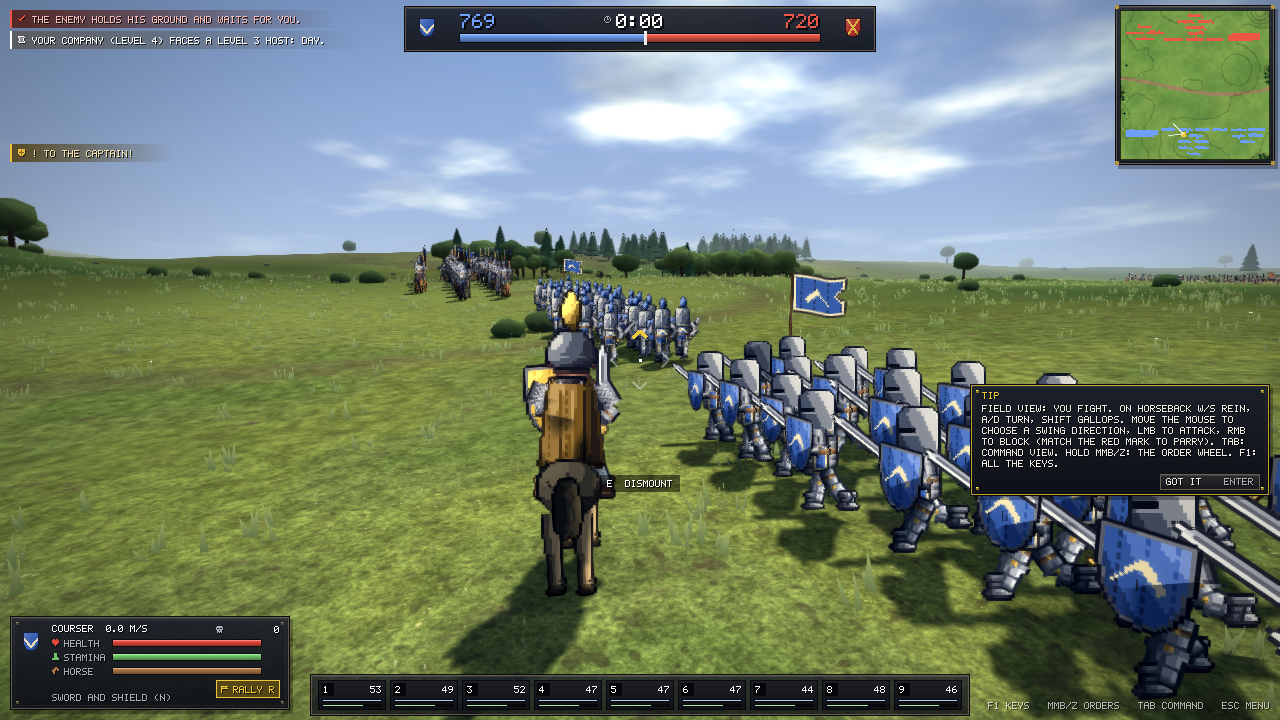 ✓ THE ENEMY HOLDS HIS GROUND AND WAITS FOR YOU.
YOUR COMPANY (LEVEL 4) FACES A LEVEL 3 HOST: DAY.
769 0:00 720
! TO THE CAPTAIN!
TIP
FIELD VIEW: YOU FIGHT. ON HORSEBACK W/S REIN,
A/D TURN, SHIFT GALLOPS. MOVE THE MOUSE TO
CHOOSE A SWING DIRECTION, LMB TO ATTACK, RMB
TO BLOCK (MATCH THE RED MARK TO PARRY). TAB:
COMMAND VIEW. HOLD MMB/Z: THE ORDER WHEEL. F1:
ALL THE KEYS.
GOT IT ENTER
E DISMOUNT
COURSER 0.0 M/S 0
HEALTH
STAMINA
HORSE
SWORD AND SHIELD (N) RALLY R
1 53 2 43 3 52 4 47 5 47 6 47 7 44 8 48 9 46
F1 KEYS MMB/Z ORDERS TAB COMMAND ESC MENU